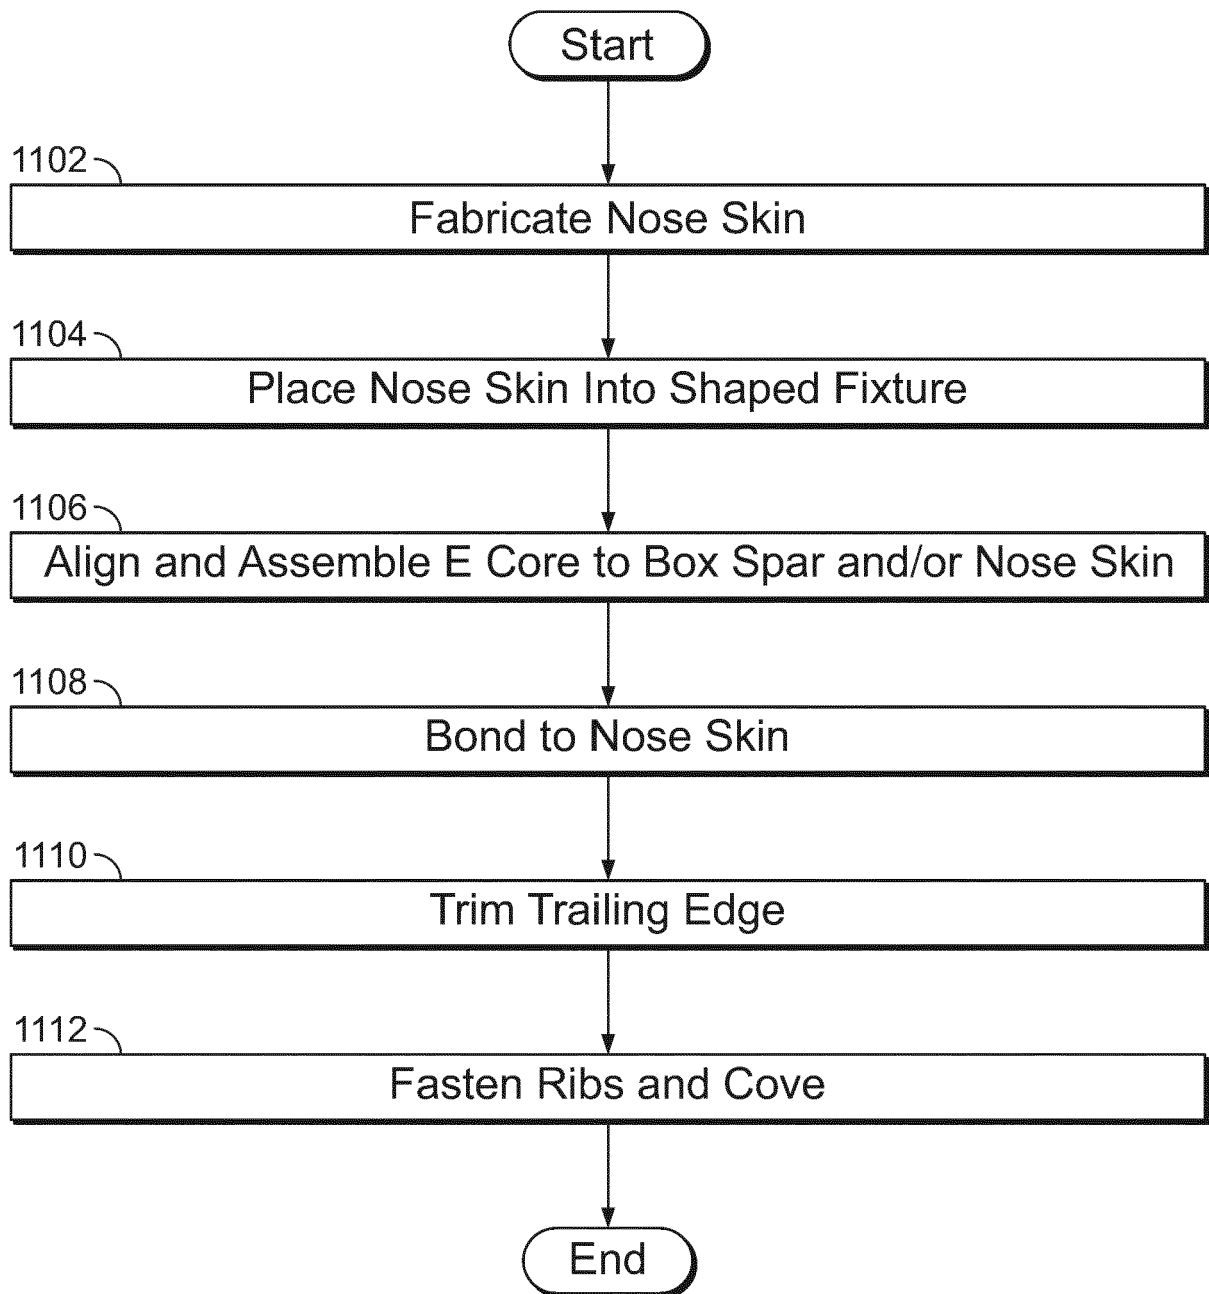 Start
1102
Fabricate Nose Skin
1104
Place Nose Skin Into Shaped Fixture
1106
Align and Assemble E Core to Box Spar and/or Nose Skin
1108
Bond to Nose Skin
1110
Trim Trailing Edge
1112
Fasten Ribs and Cove
End